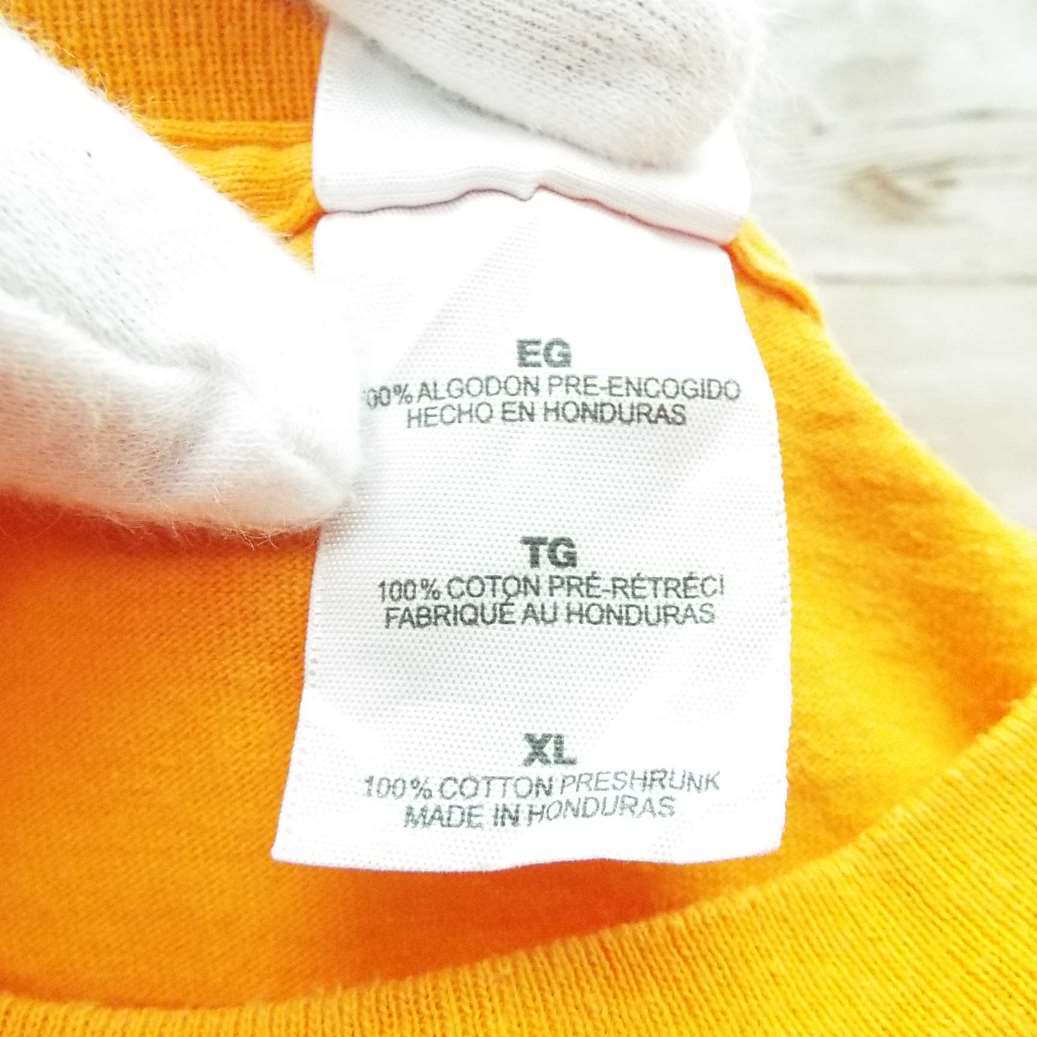 EG
100% ALGODON PRE-ENCOGIDO
HECHO EN HONDURAS
TG
100% COTON PRÉ-RÉTRÉCI
FABRIQUÉ AU HONDURAS
XL
100% COTTON PRESHRUNK
MADE IN HONDURAS